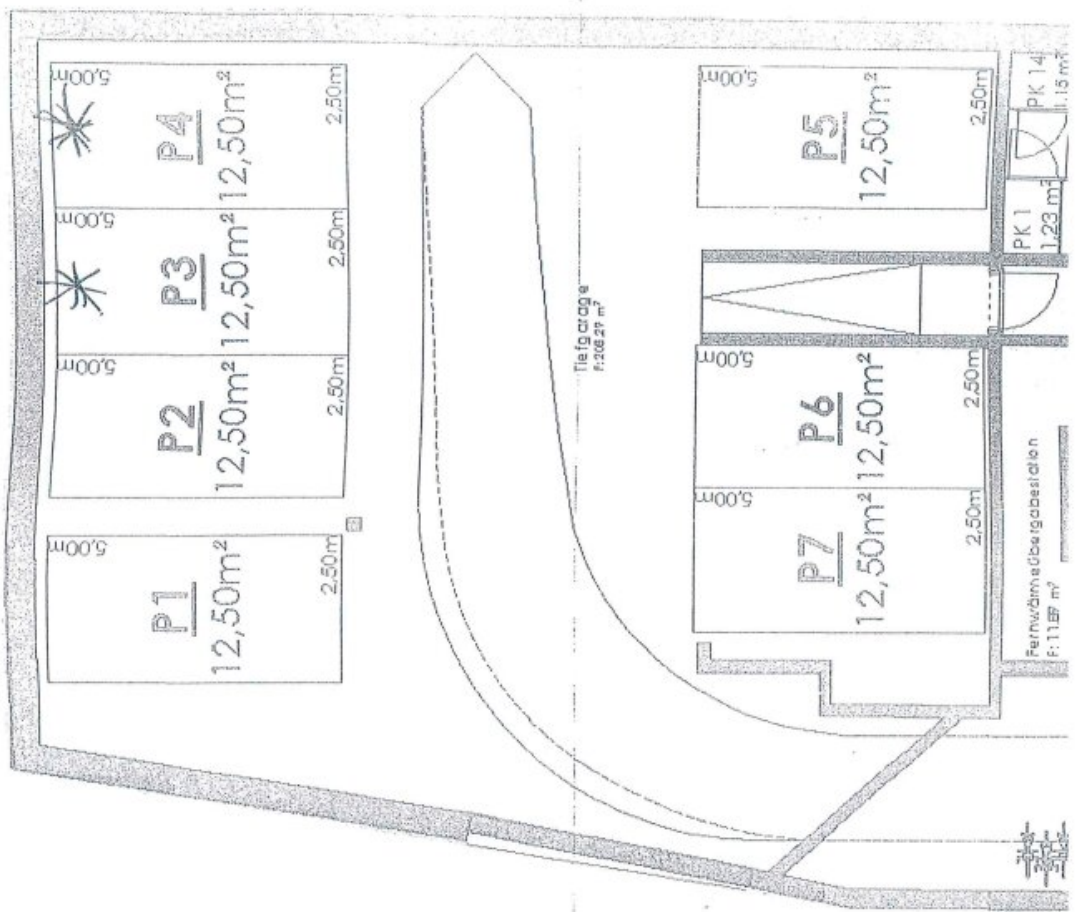 5,00m
P4
12,50m²
2,50m
5,00m
P3
12,50m²
2,50m
5,00m
P2
12,50m²
2,50m
5,00m
P1
12,50m²
2,50m
Tiefgarage
5,00m
P5
12,50m²
2,50m
5,00m
P6
12,50m²
2,50m
5,00m
P7
12,50m²
2,50m
PK 14
1.15 m²
PK 1
1.23 m²
Fernwärmeübergabestation